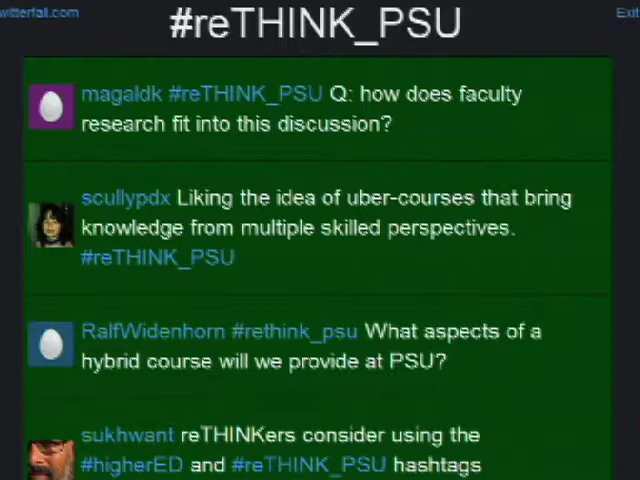 witterfall.com
#reTHINK_PSU
Exit
magaldk #reTHINK_PSU Q: how does faculty
research fit into this discussion?
scullypdx Liking the idea of uber-courses that bring
knowledge from multiple skilled perspectives.
#reTHINK_PSU
RalfWidenhorn #rethink_psu What aspects of a
hybrid course will we provide at PSU?
sukhwant reTHINKers consider using the
#higherED and #reTHINK_PSU hashtags